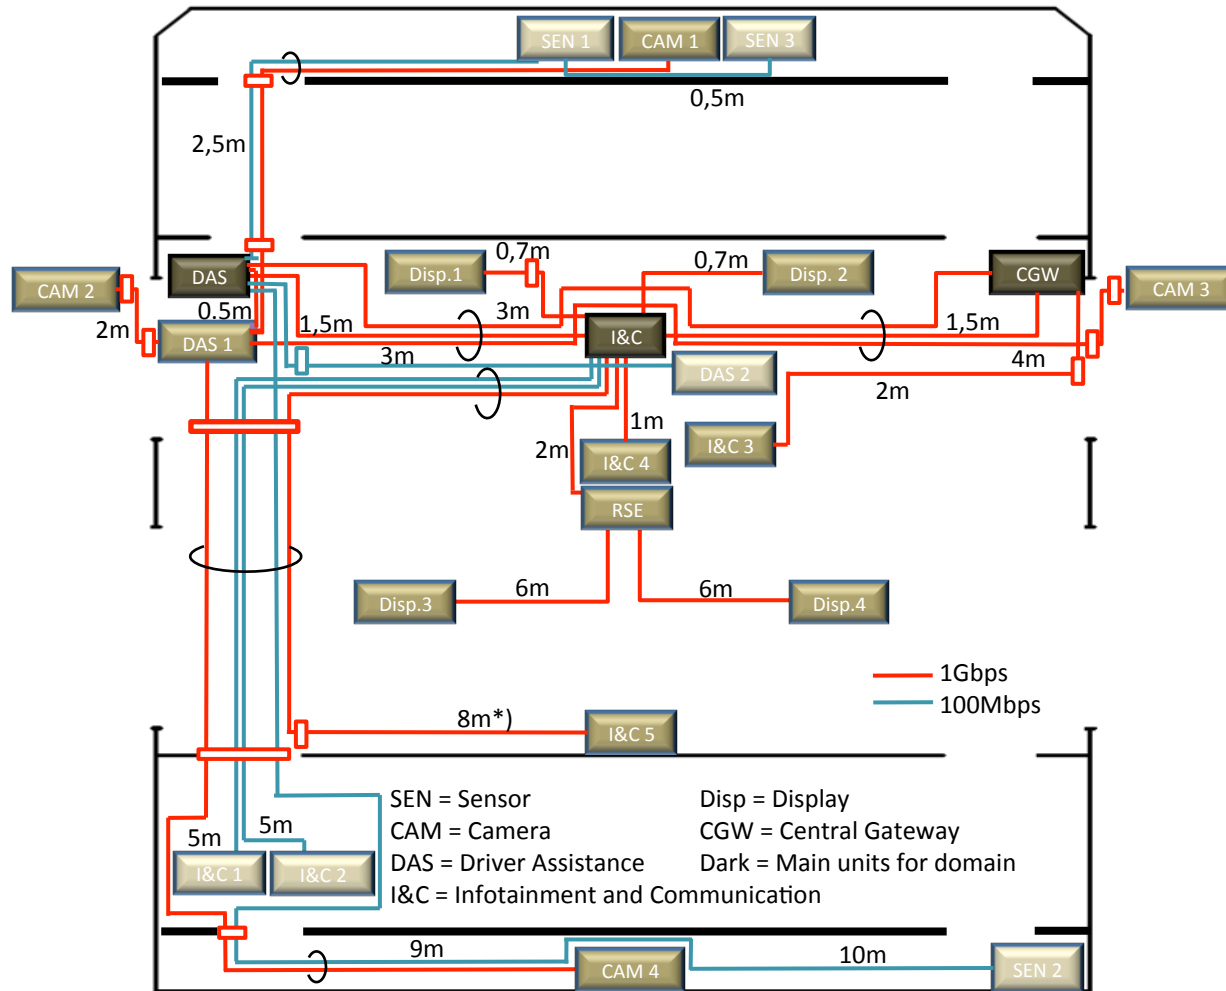 SEN 1
CAM 1
SEN 3
0,5m
2,5m
DAS
Disp.1
0,7m
0,7m
Disp. 2
CGW
CAM 2
CAM 3
0.5m
2m
DAS 1
1,5m
3m
I&C
1,5m
3m
DAS 2
4m
2m
1m
2m
I&C 4
I&C 3
RSE
Disp.3
6m
6m
Disp.4
1Gbps
100Mbps
8m*)
I&C 5
SEN = Sensor
Disp = Display
CAM = Camera
CGW = Central Gateway
DAS = Driver Assistance
Dark = Main units for domain
I&C = Infotainment and Communication
5m
5m
I&C 1
I&C 2
9m
CAM 4
10m
SEN 2